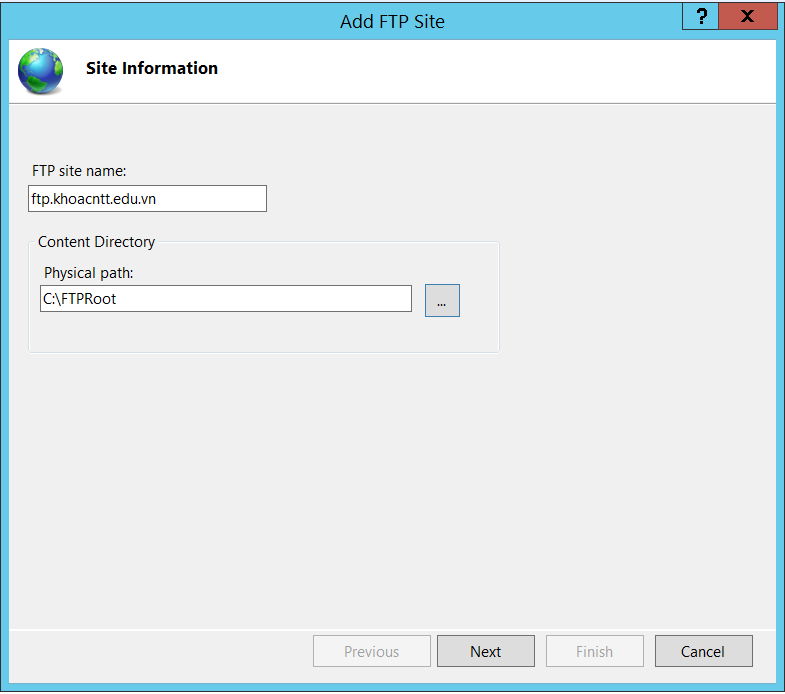 Add FTP Site
?
X
Site Information
FTP site name:
ftp.khoacntt.edu.vn
Content Directory
Physical path:
C:\FTPRoot
...
Previous
Next
Finish
Cancel